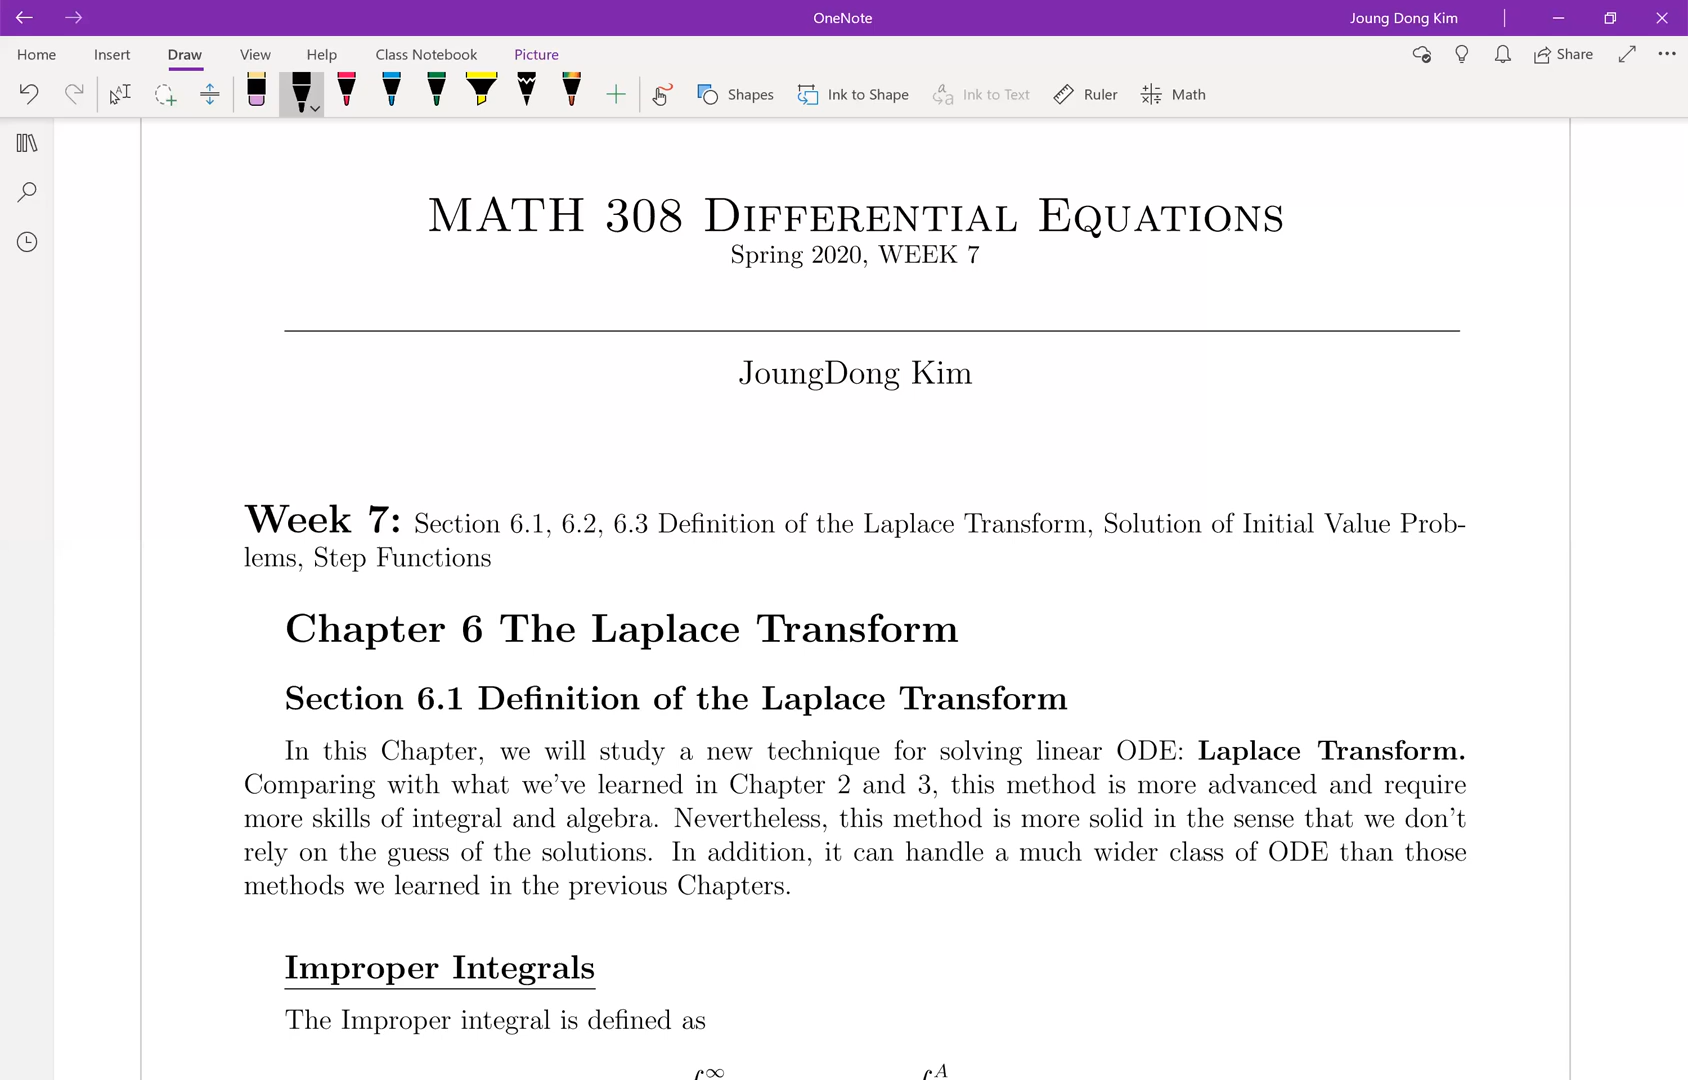 OneNote
Joung Dong Kim
Home Insert Draw View Help Class Notebook Picture
Share
Shapes Ink to Shape Ink to Text Ruler Math
MATH 308 Differential Equations
Spring 2020, WEEK 7
JoungDong Kim
Week 7: Section 6.1, 6.2, 6.3 Definition of the Laplace Transform, Solution of Initial Value Prob-
lems, Step Functions
Chapter 6 The Laplace Transform
Section 6.1 Definition of the Laplace Transform
In this Chapter, we will study a new technique for solving linear ODE: Laplace Transform.
Comparing with what we've learned in Chapter 2 and 3, this method is more advanced and require
more skills of integral and algebra. Nevertheless, this method is more solid in the sense that we don't
rely on the guess of the solutions. In addition, it can handle a much wider class of ODE than those
methods we learned in the previous Chapters.
Improper Integrals
The Improper integral is defined as